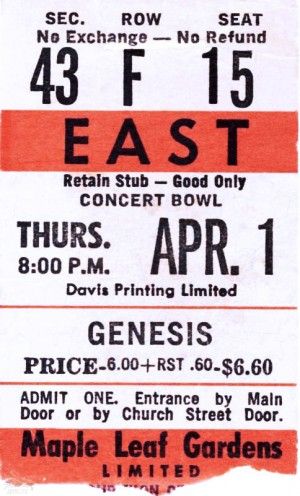 SEC. ROW SEAT
No Exchange — No Refund
43 F 15
EAST
Retain Stub — Good Only
CONCERT BOWL
THURS. APR. 1
8:00 P.M.
Davis Printing Limited
GENESIS
PRICE-6.00+RST .60-$6.60
ADMIT ONE. Entrance by Main
Door or by Church Street Door.
Maple Leaf Gardens
LIMITED